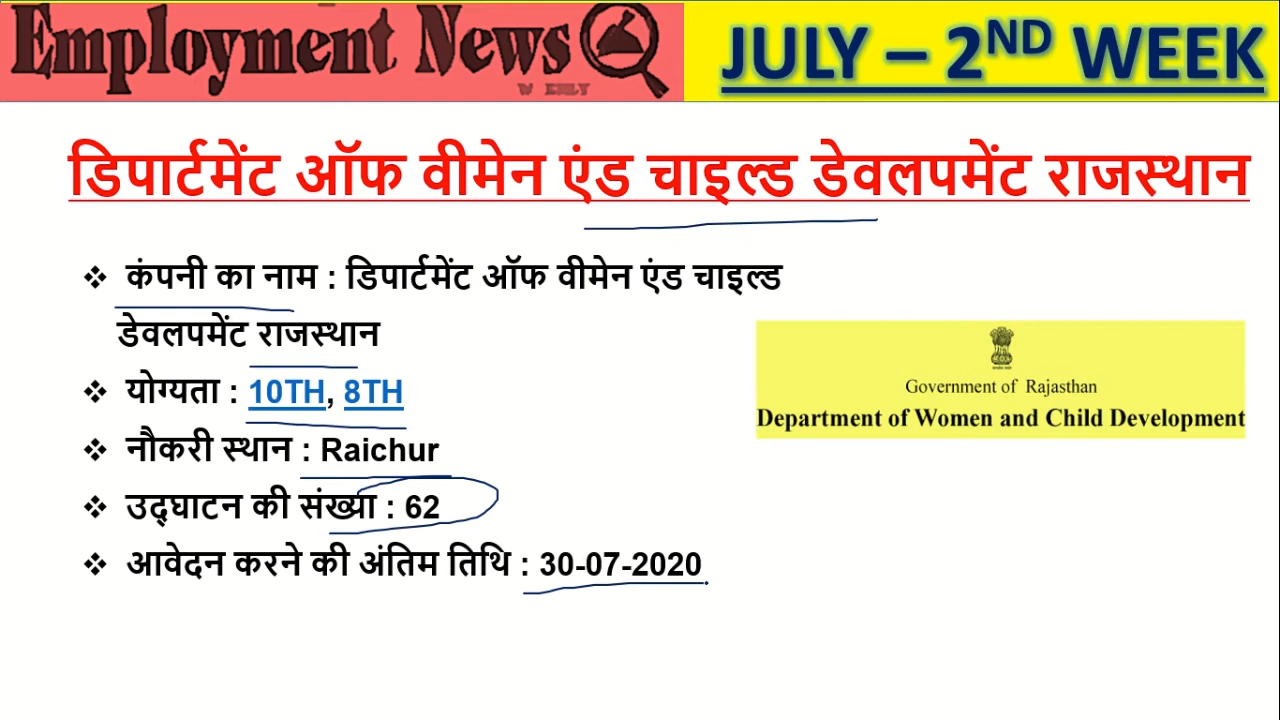 Employment News
JULY – 2ND WEEK
डिपार्टमेंट ऑफ वीमेन एंड चाइल्ड डेवलपमेंट राजस्थान
❖ कंपनी का नाम : डिपार्टमेंट ऑफ वीमेन एंड चाइल्ड
डेवलपमेंट राजस्थान
❖ योग्यता : 10TH, 8TH
❖ नौकरी स्थान : Raichur
❖ उद्घाटन की संख्या : 62
❖ आवेदन करने की अंतिम तिथि : 30-07-2020
Government of Rajasthan
Department of Women and Child Development